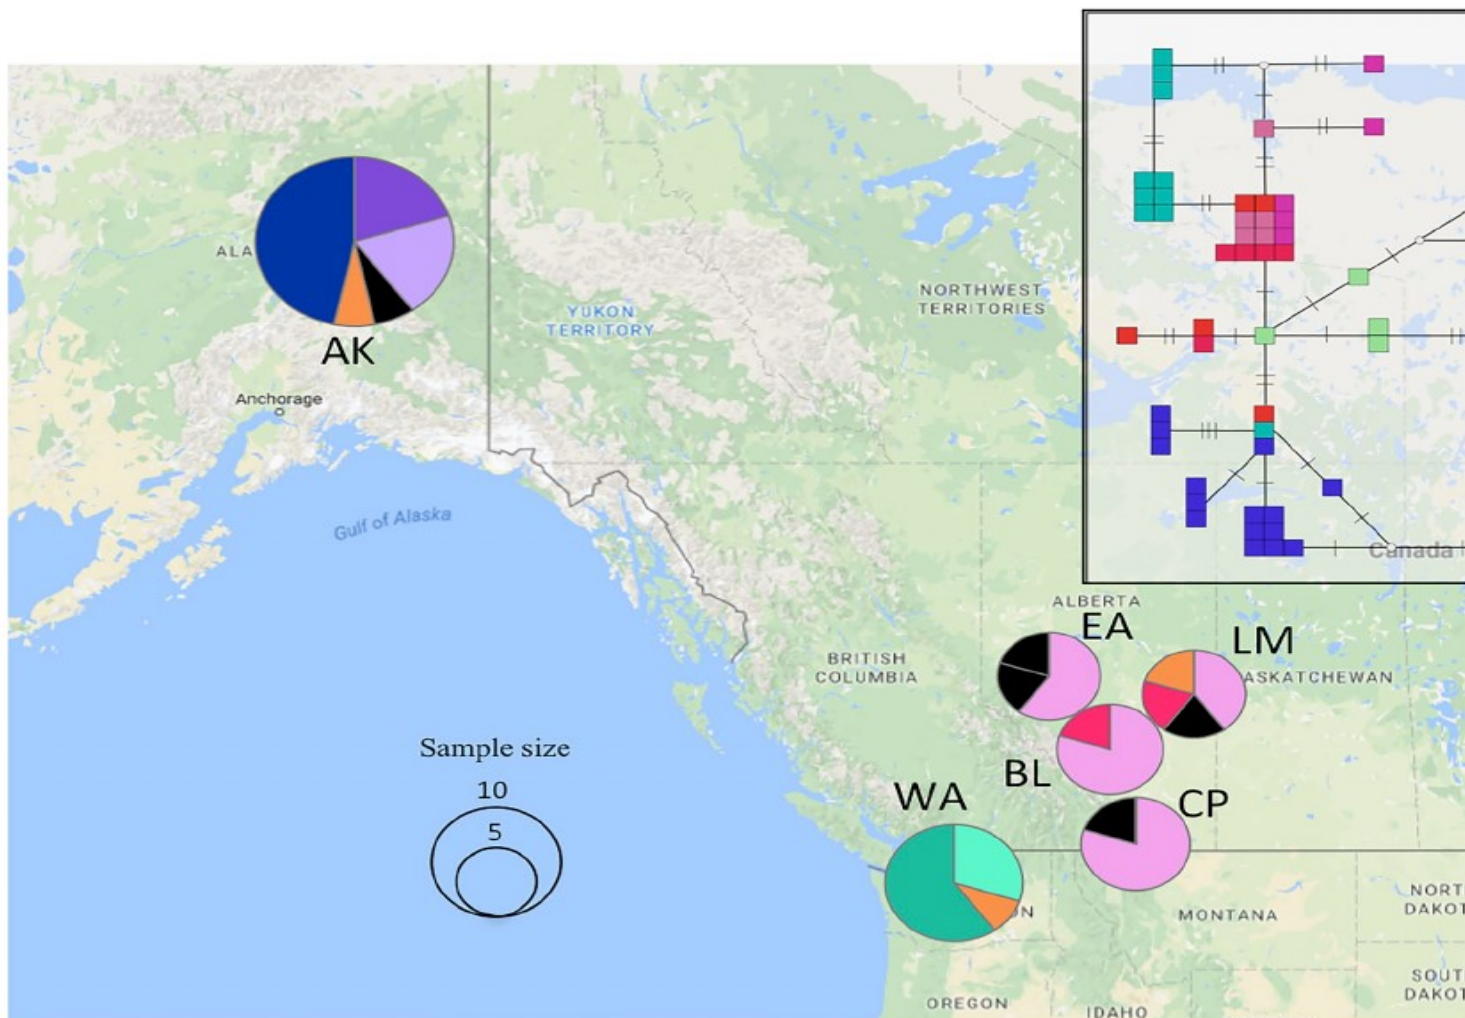 ALA
AK
Anchorage
YUKON
TERRITORY
NORTHWEST
TERRITORIES
Gulf of Alaska
Canada
ALBERTA
EA
LM
BRITISH
COLUMBIA
ASKATCHEWAN
Sample size
10
5
BL
WA
CP
ON
MONTANA
NORT
DAKOT
SOUT
DAKOT
OREGON
IDAHO